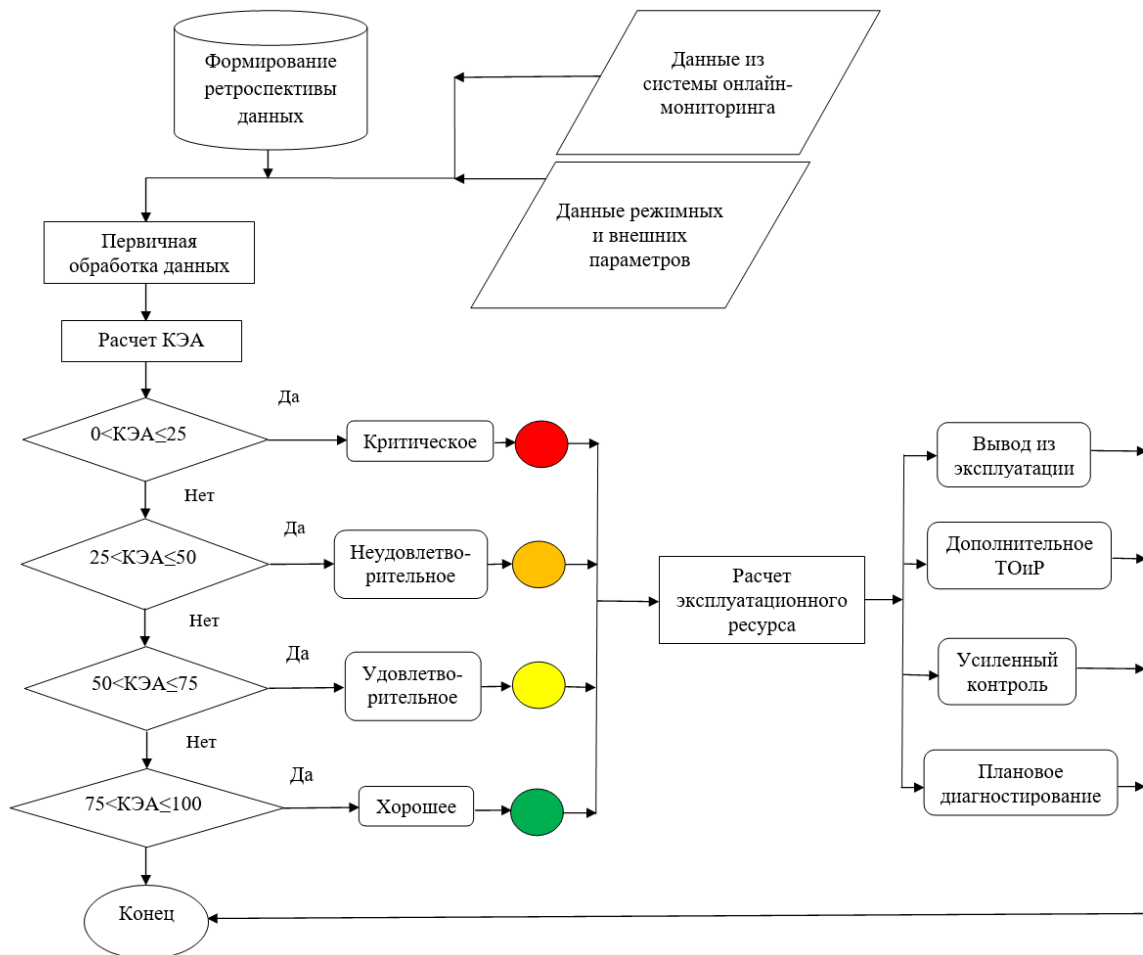 Формирование
ретроспективы
данных
Данные из
системы онлайн-
мониторинга
Данные режимных
и внешних
параметров
Первичная
обработка данных
Расчет КЭА
0<КЭА≤25
Да
Критическое
Нет
25<КЭА≤50
Да
Неудовлетво-
рительное
Нет
50<КЭА≤75
Да
Удовлетво-
рительное
Нет
75<КЭА≤100
Да
Хорошее
Расчет
эксплуатационного
ресурса
Вывод из
эксплуатации
Дополнительное
ТОиР
Усиленный
контроль
Плановое
диагностирование
Конец